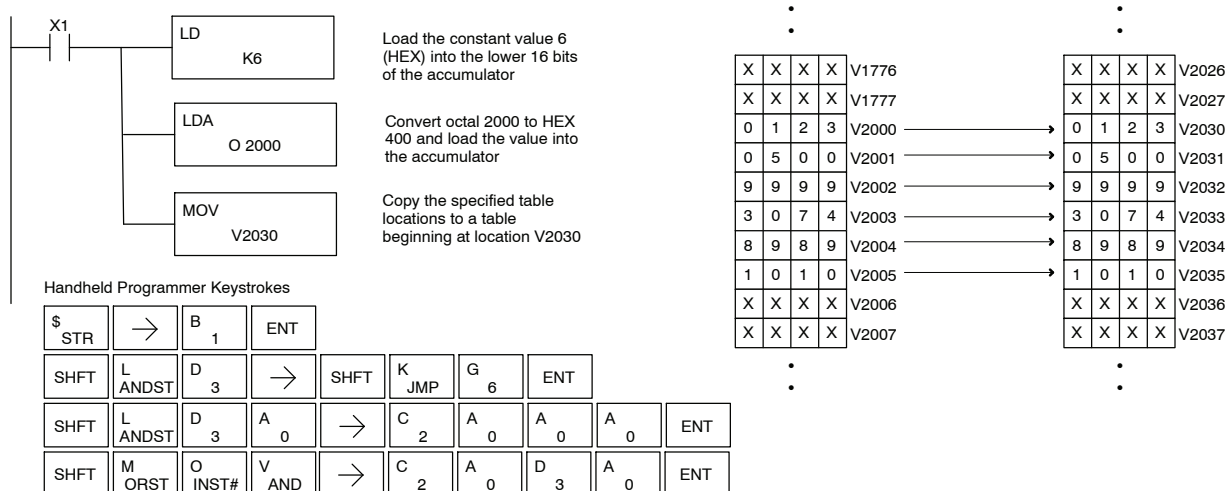 X1
LD
K6
Load the constant value 6
(HEX) into the lower 16 bits
of the accumulator
LDA
O 2000
Convert octal 2000 to HEX
400 and load the value into
the accumulator
MOV
V2030
Copy the specified table
locations to a table
beginning at location V2030
X X X X V1776
X X X X V1777
0 1 2 3 V2000
0 5 0 0 V2001
9 9 9 9 V2002
3 0 7 4 V2003
8 9 8 9 V2004
1 0 1 0 V2005
X X X X V2006
X X X X V2007
X X X X V2026
X X X X V2027
0 1 2 3 V2030
0 5 0 0 V2031
9 9 9 9 V2032
3 0 7 4 V2033
8 9 8 9 V2034
1 0 1 0 V2035
X X X X V2036
X X X X V2037
Handheld Programmer Keystrokes
$ STR → B 1 ENT
SHFT L ANDST D 3 → SHFT K JMP G 6 ENT
SHFT L ANDST D 3 A 0 → C 2 A 0 A 0 A 0 ENT
SHFT M ORST O INST# V AND → C 2 A 0 D 3 A 0 ENT